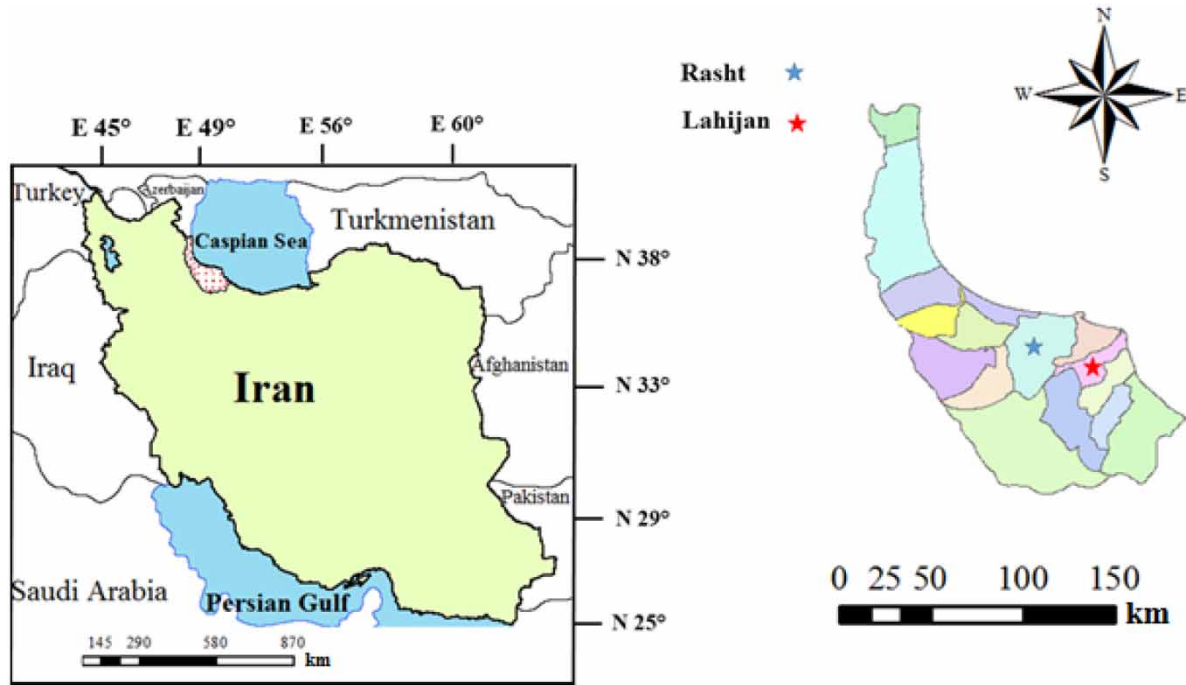 E 45° E 49° E 56° E 60°
Turkey
Azerbaijan
Caspian Sea
Turkmenistan
N 38°
Iraq
Iran
Afghanistan
N 33°
Pakistan
N 29°
Saudi Arabia
Persian Gulf
N 25°
145 290 580 870
km
Rasht
Lahijan
N
W E
S
0 25 50 100 150
km